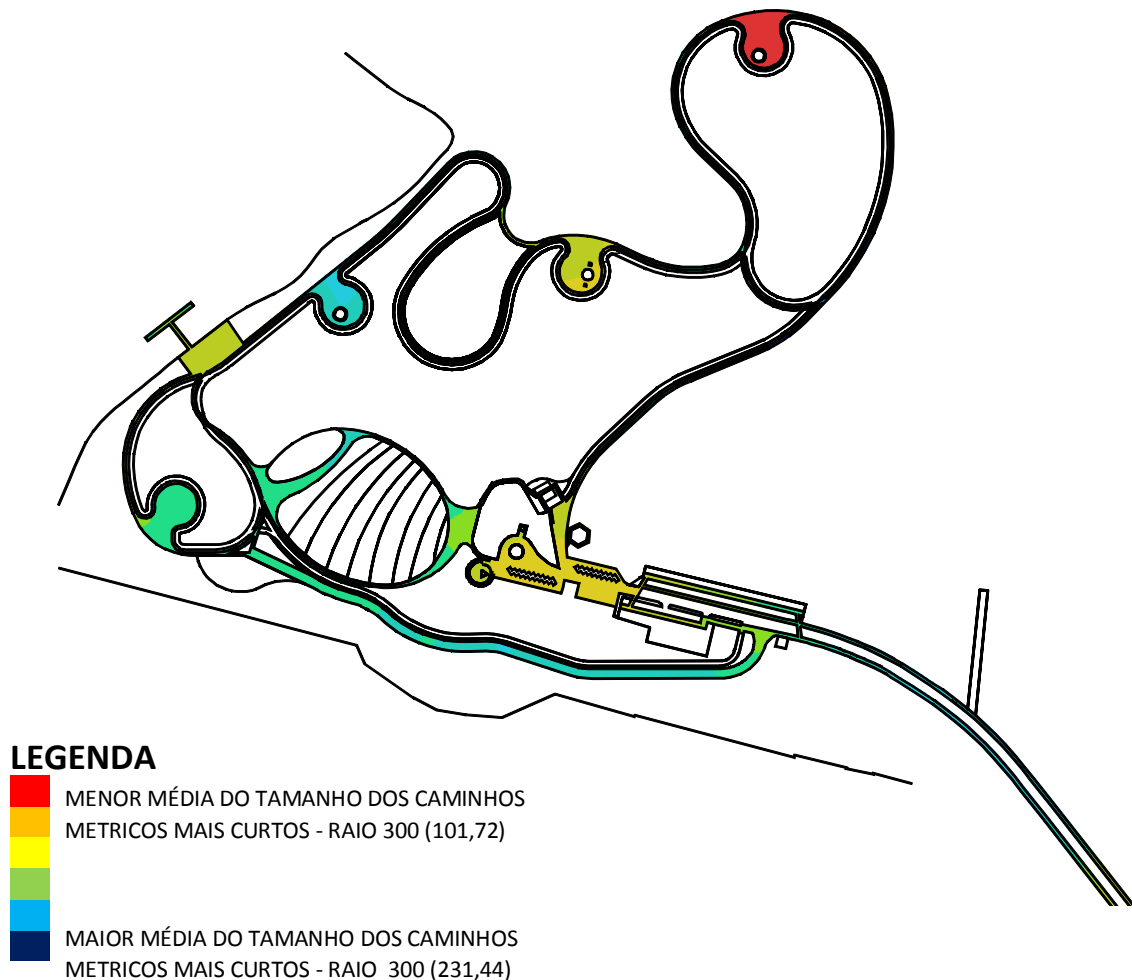 LEGENDA
MENOR MÉDIA DO TAMANHO DOS CAMINHOS
METRICOS MAIS CURTOS - RAIO 300 (101,72)
MAIOR MÉDIA DO TAMANHO DOS CAMINHOS
METRICOS MAIS CURTOS - RAIO  300 (231,44)